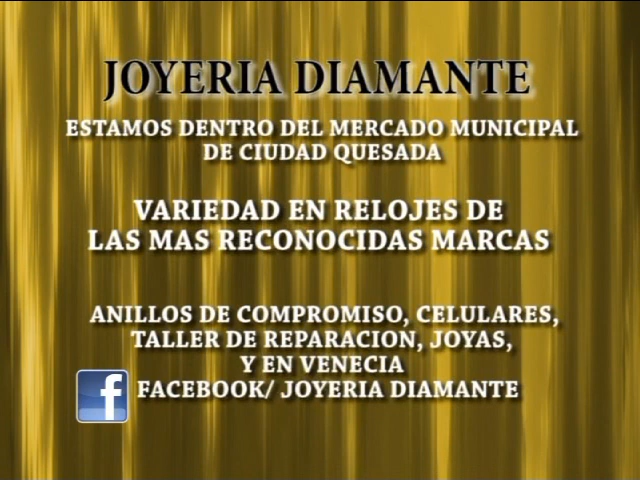 JOYERIA DIAMANTE
ESTAMOS DENTRO DEL MERCADO MUNICIPAL
DE CIUDAD QUESADA
VARIEDAD EN RELOJES DE
LAS MAS RECONOCIDAS MARCAS
ANILLOS DE COMPROMISO, CELULARES,
TALLER DE REPARACION, JOYAS,
Y EN VENECIA
f FACEBOOK/ JOYERIA DIAMANTE